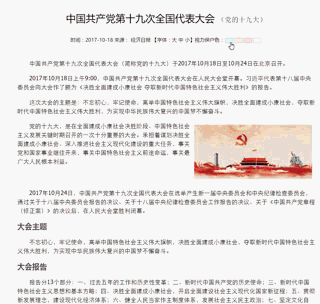 中国共产党第十九次全国代表大会 （党的十九大）
时间：2017-10-18 来源： 经济日报 【字体：大 中 小】视力保护色：
中国共产党第十九次全国代表大会（简称党的十九大）于2017年10月18日至10月24日在北京召开。
2017年10月18日上午9:00，中国共产党第十九次全国代表大会在人民大会堂开幕。习近平代表第十八届中央
委员会向大会作了题为《决胜全面建成小康社会 夺取新时代中国特色社会主义伟大胜利》的报告。
这次大会的主题是：不忘初心，牢记使命，高举中国特色社会主义伟大旗帜，决胜全面建成小康社会，夺取新
时代中国特色社会主义伟大胜利，为实现中华民族伟大复兴的中国梦不懈奋斗。
党的十九大，是在全面建成小康社会决胜阶段、中国特色社会
主义发展关键时期召开的一次十分重要的大会。承担着谋划决胜全
面建成小康社会、深入推进社会主义现代化建设的重大任务，事关
党和国家事业继往开来，事关中国特色社会主义前途命运，事关最
广大人民根本利益。
2017年10月24日，中国共产党第十九次全国代表大会在选举产生新一届中央委员会和中央纪律检查委员会，
通过关于十八届中央委员会报告的决议、关于十八届中央纪律检查委员会工作报告的决议、关于《中国共产党章程
（修正案）》的决议后，在人民大会堂胜利闭幕。
大会主题
不忘初心，牢记使命，高举中国特色社会主义伟大旗帜，决胜全面建成小康社会，夺取新时代中国特色社会主
义伟大胜利，为实现中华民族伟大复兴的中国梦不懈奋斗。
大会报告
报告分13个部分：一、过去五年的工作和历史性变革；二、新时代中国共产党的历史使命；三、新时代中国
特色社会主义思想和基本方略；四、决胜全面建成小康社会，开启全面建设社会主义现代化国家新征程；五、贯彻
新发展理念，建设现代化经济体系；六、健全人民当家作主制度体系，发展社会主义民主政治；七、坚定文化自